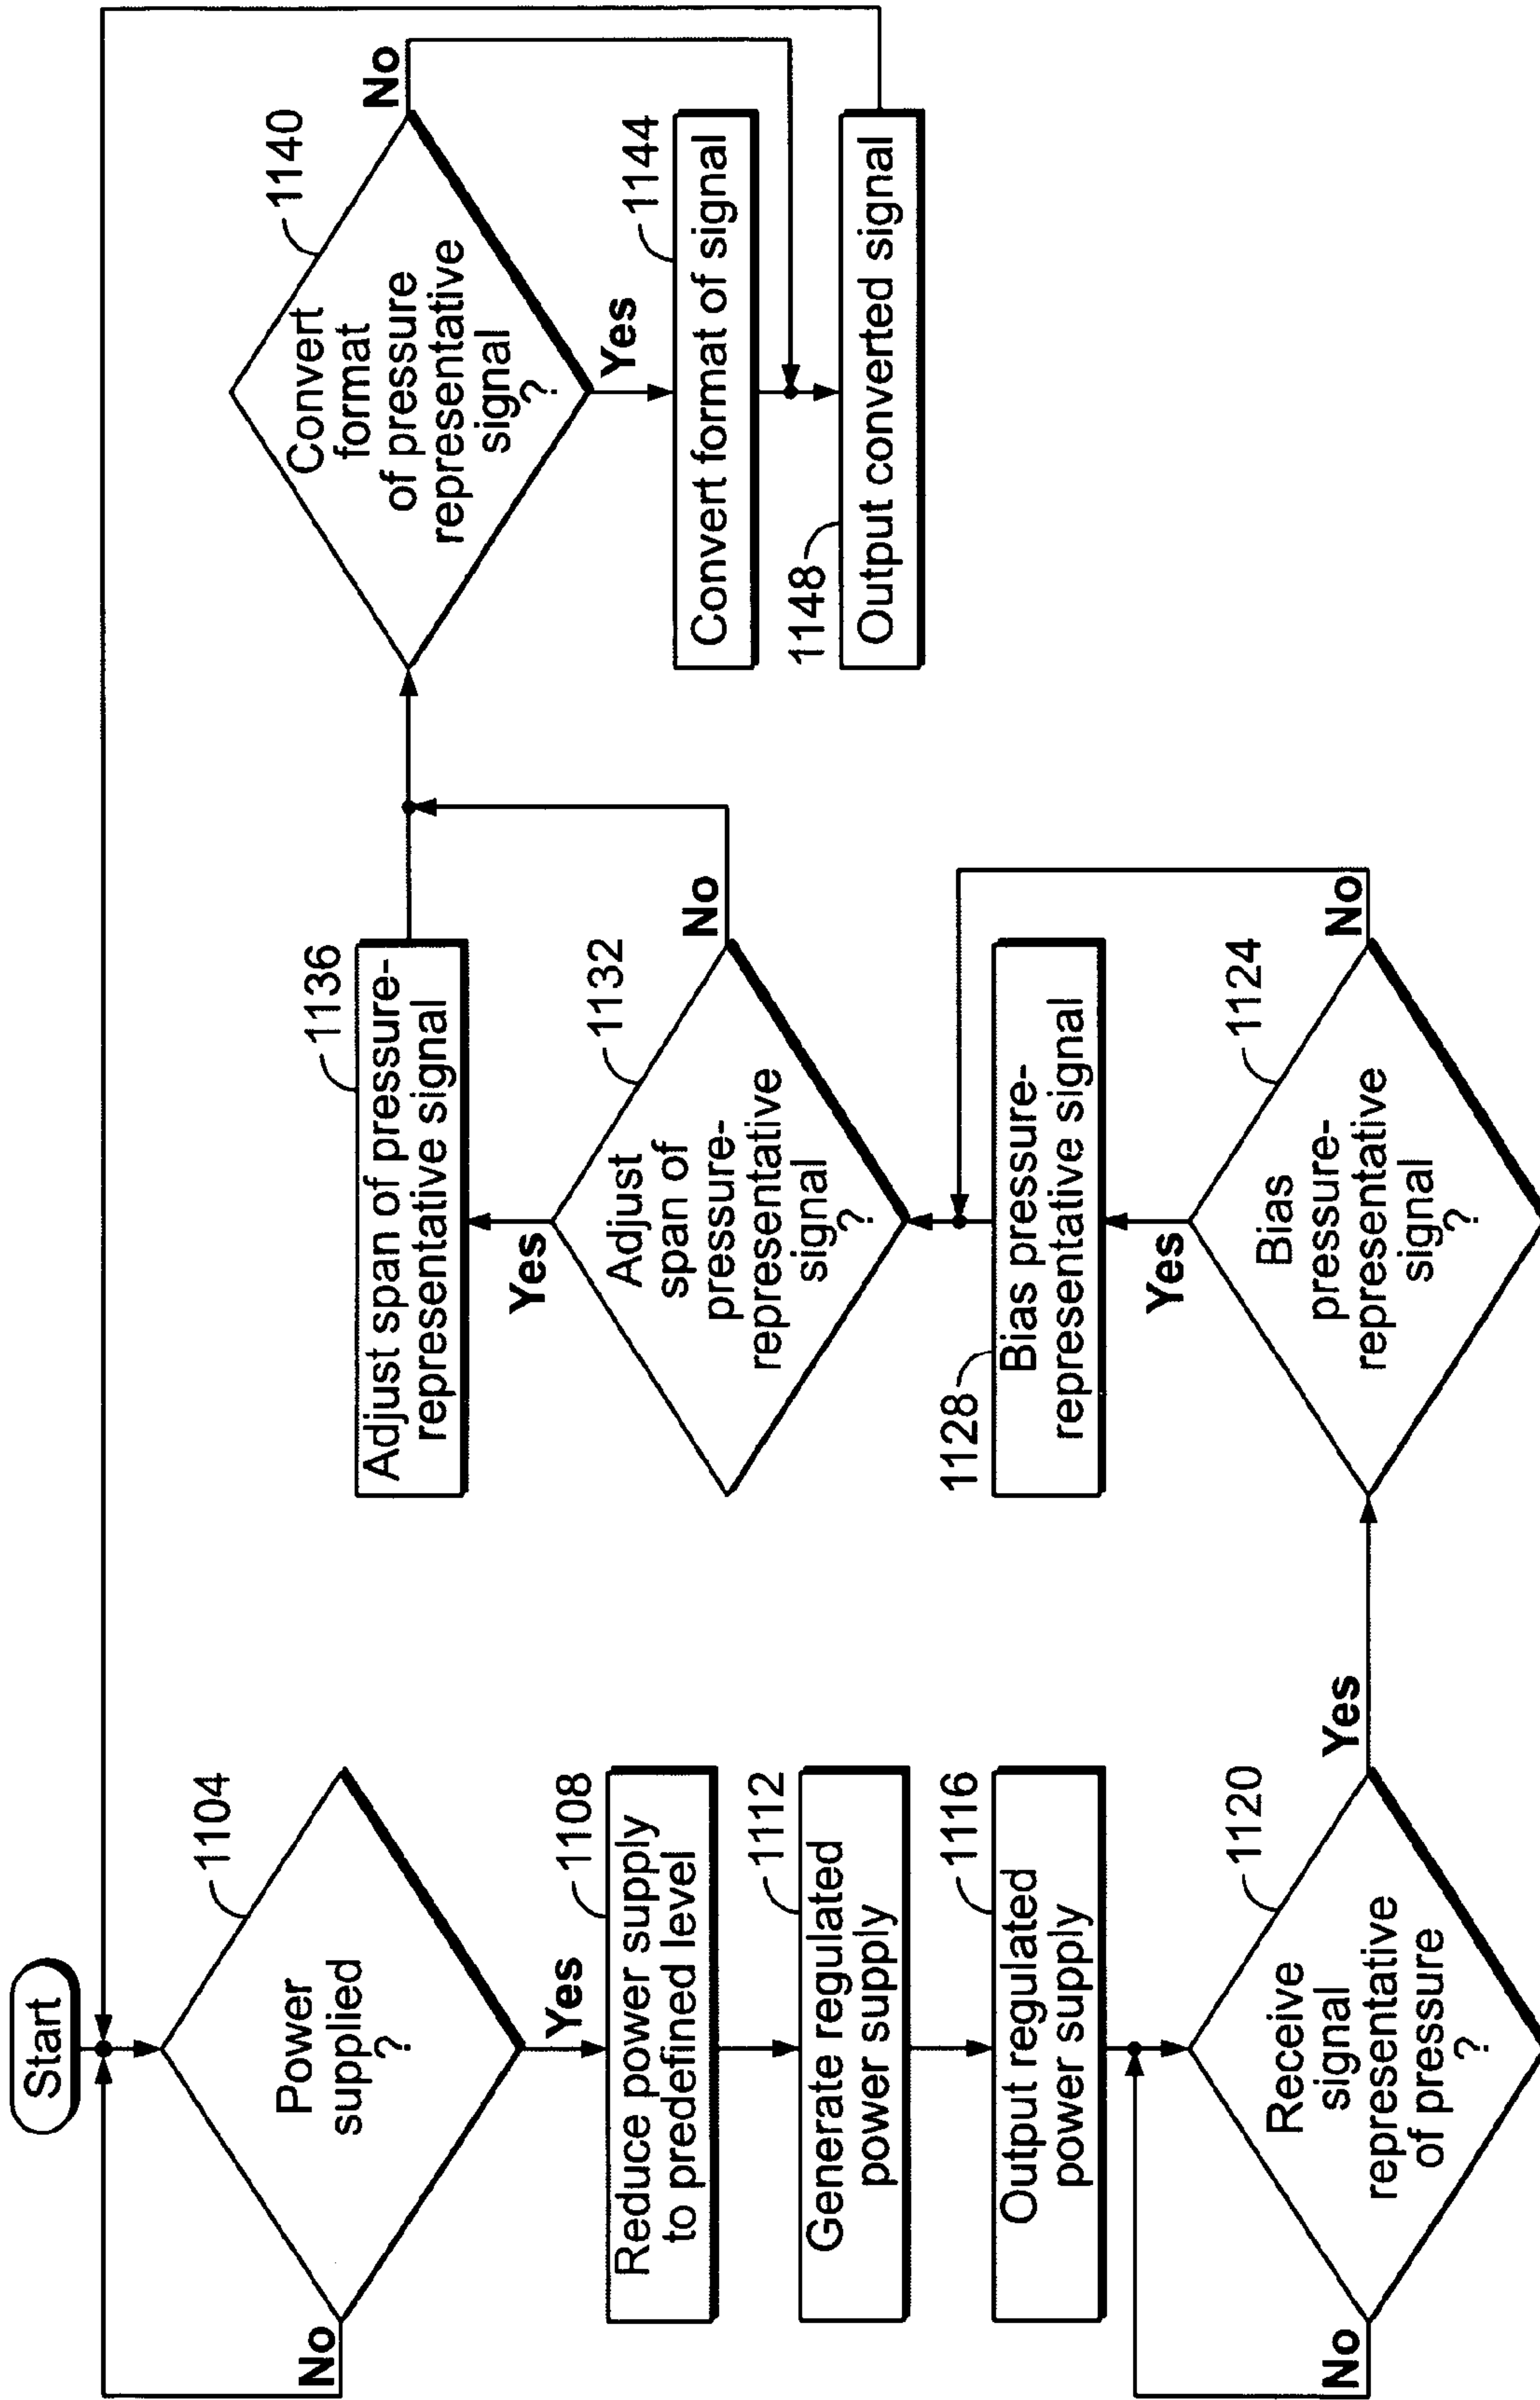 Start
1104
Power
supplied
?
No
Yes
1108
Reduce power supply
to predefined level
1112
Generate regulated
power supply
1116
Output regulated
power supply
1120
Receive
signal
representative
of pressure
?
No
Yes
1124
Bias
pressure-
representative
signal
?
No
Yes
1128
Bias pressure-
representative signal
1132
Adjust
span of
pressure-
representative
signal
?
No
Yes
1136
Adjust span of pressure-
representative signal
1140
Convert
format
of pressure
representative
signal
?
No
Yes
1144
Convert format of signal
1148
Output converted signal